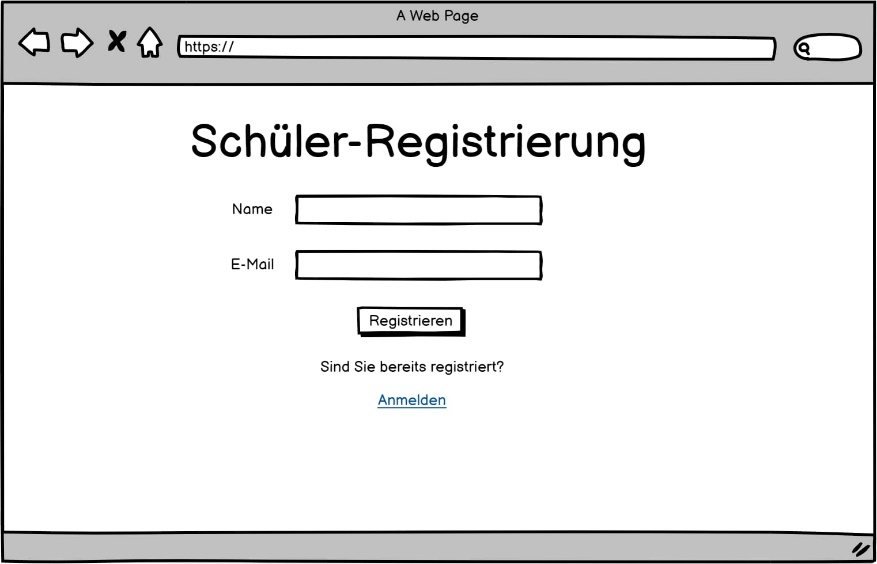 A Web Page
https://
Schüler-Registrierung
Name
E-Mail
Registrieren
Sind Sie bereits registriert?
Anmelden